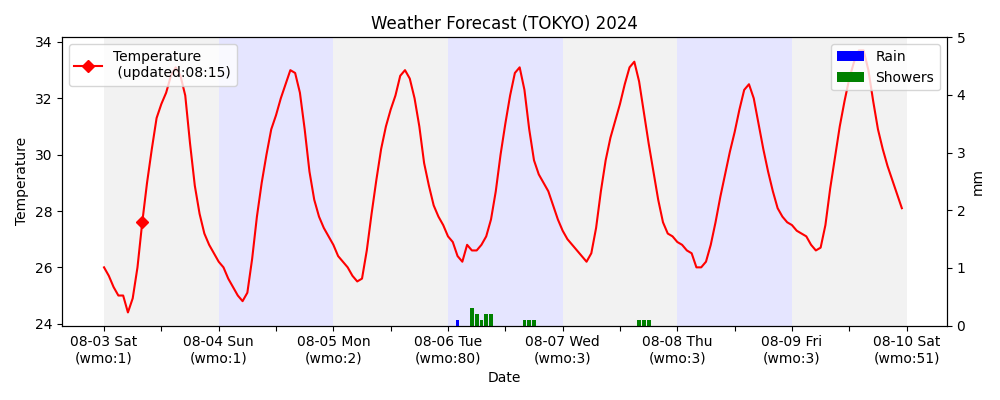 Weather Forecast (TOKYO) 2024
Temperature
(updated:08:15)
Rain
Showers
34
32
30
28
26
24
Temperature
5
4
3
2
1
0
mm
08-03 Sat
(wmo:1)
08-04 Sun
(wmo:1)
08-05 Mon
(wmo:2)
08-06 Tue
(wmo:80)
08-07 Wed
(wmo:3)
08-08 Thu
(wmo:3)
08-09 Fri
(wmo:3)
08-10 Sat
(wmo:51)
Date